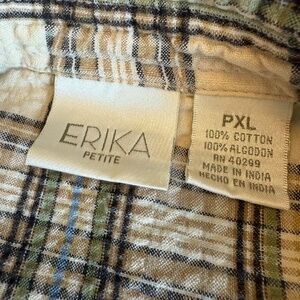 ERIKA
PETITE
PXL
100% COTTON
100% ALGODON
RN 40299
MADE IN INDIA
HECHO EN INDIA